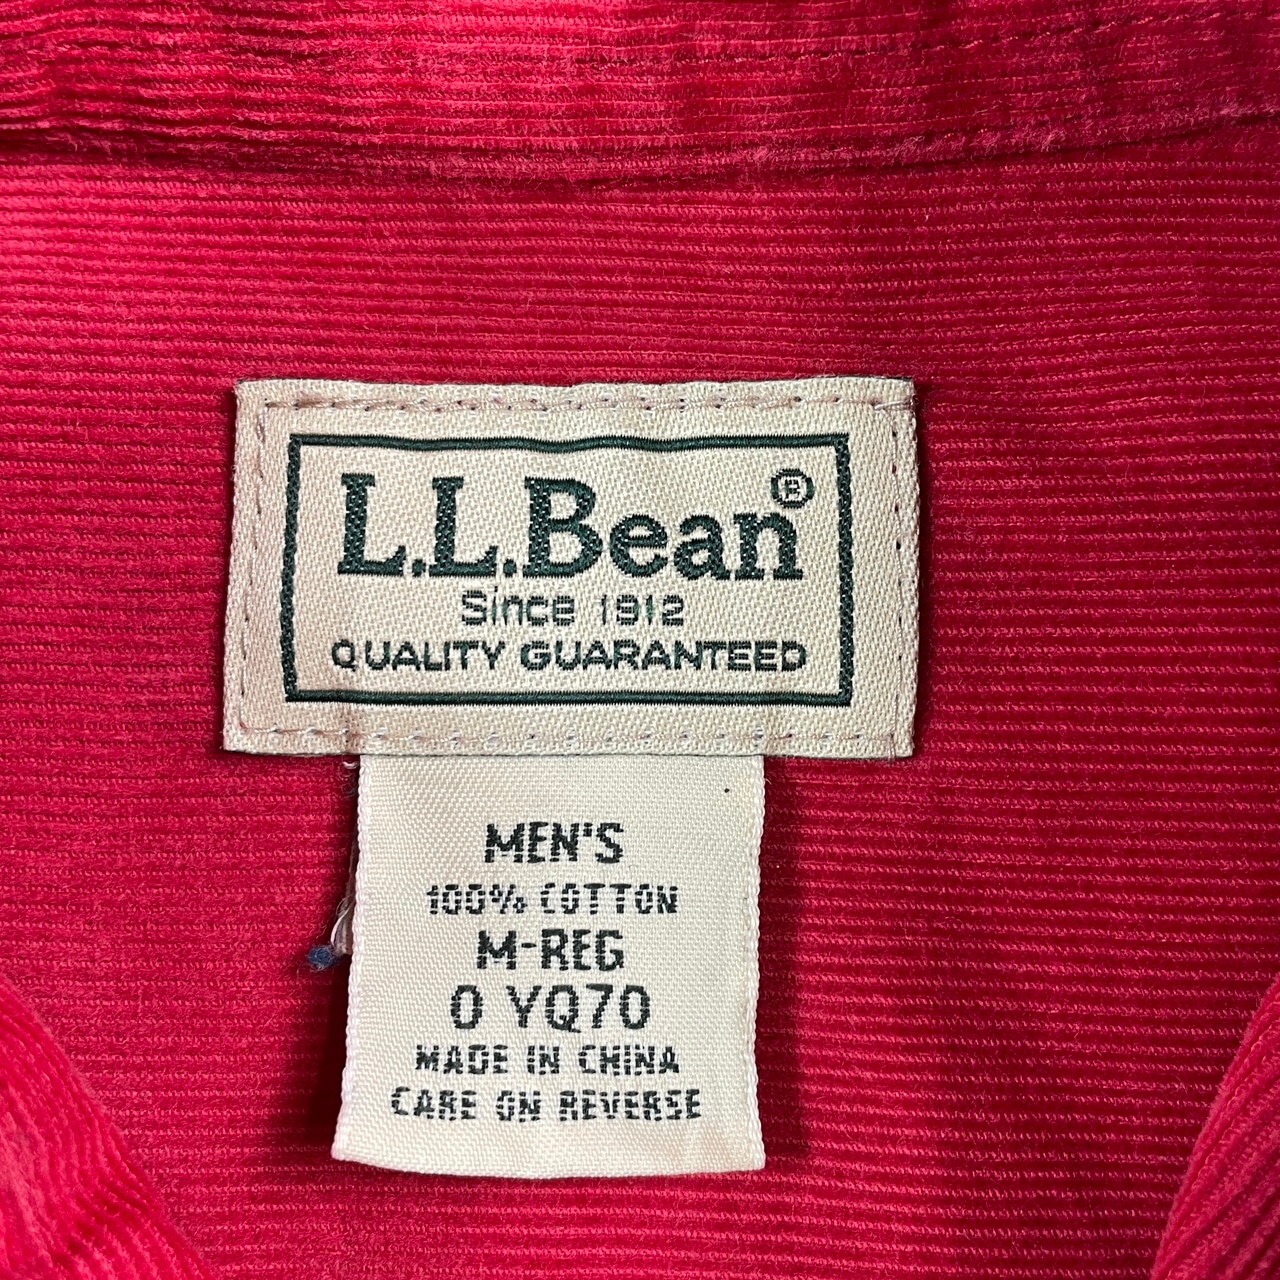 L.L.Bean®
Since 1912
QUALITY GUARANTEED
MEN'S
100% COTTON
M-REG
0 YQ70
MADE IN CHINA
CARE ON REVERSE